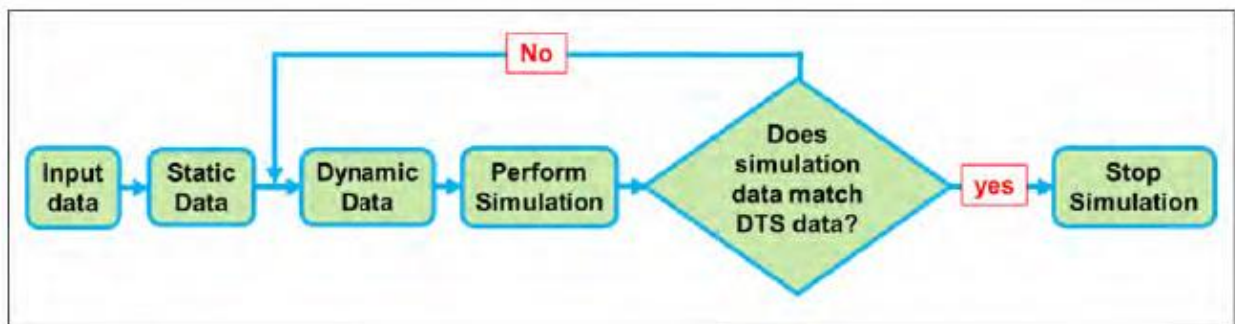 No
Input
data
Static
Data
Dynamic
Data
Perform
Simulation
Does
simulation
data match
DTS data?
yes
Stop
Simulation